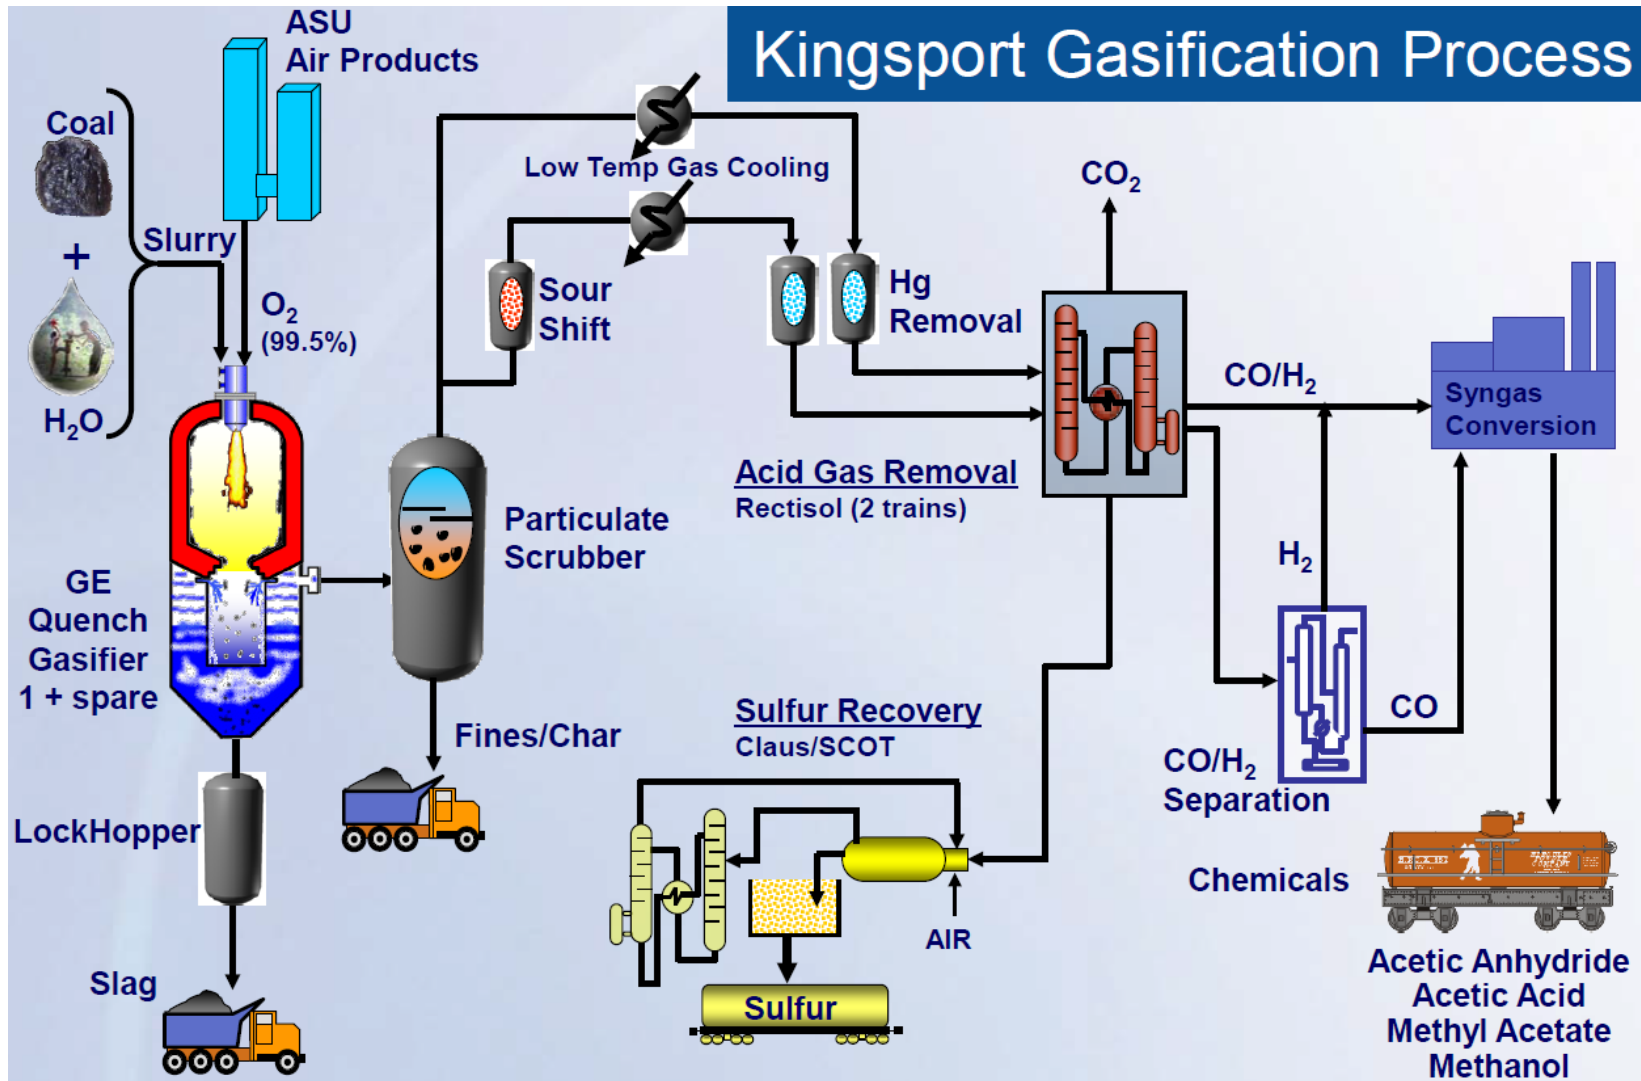 Kingsport Gasification Process
ASU
Air Products
Coal
+
H₂O
Slurry
O₂
(99.5%)
Low Temp Gas Cooling
Sour
Shift
Hg
Removal
CO₂
CO/H₂
Syngas
Conversion
Acid Gas Removal
Rectisol (2 trains)
Particulate
Scrubber
GE
Quench
Gasifier
1 + spare
H₂
CO
CO/H₂
Separation
Fines/Char
Sulfur Recovery
Claus/SCOT
LockHopper
AIR
Chemicals
Slag
Sulfur
Acetic Anhydride
Acetic Acid
Methyl Acetate
Methanol